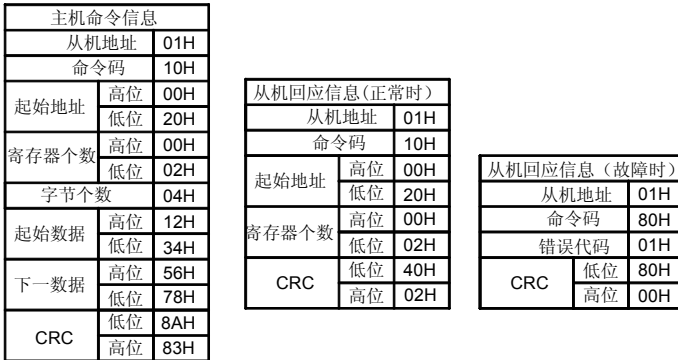 主机命令信息
从机地址 01H
命令码 10H
起始地址 高位 00H
低位 20H
寄存器个数 高位 00H
低位 02H
字节个数 04H
起始数据 高位 12H
低位 34H
下一数据 高位 56H
低位 78H
CRC 低位 8AH
高位 83H
从机回应信息(正常时）
从机地址 01H
命令码 10H
起始地址 高位 00H
低位 20H
寄存器个数 高位 00H
低位 02H
CRC 低位 40H
高位 02H
从机回应信息（故障时）
从机地址 01H
命令码 80H
错误代码 01H
CRC 低位 80H
高位 00H